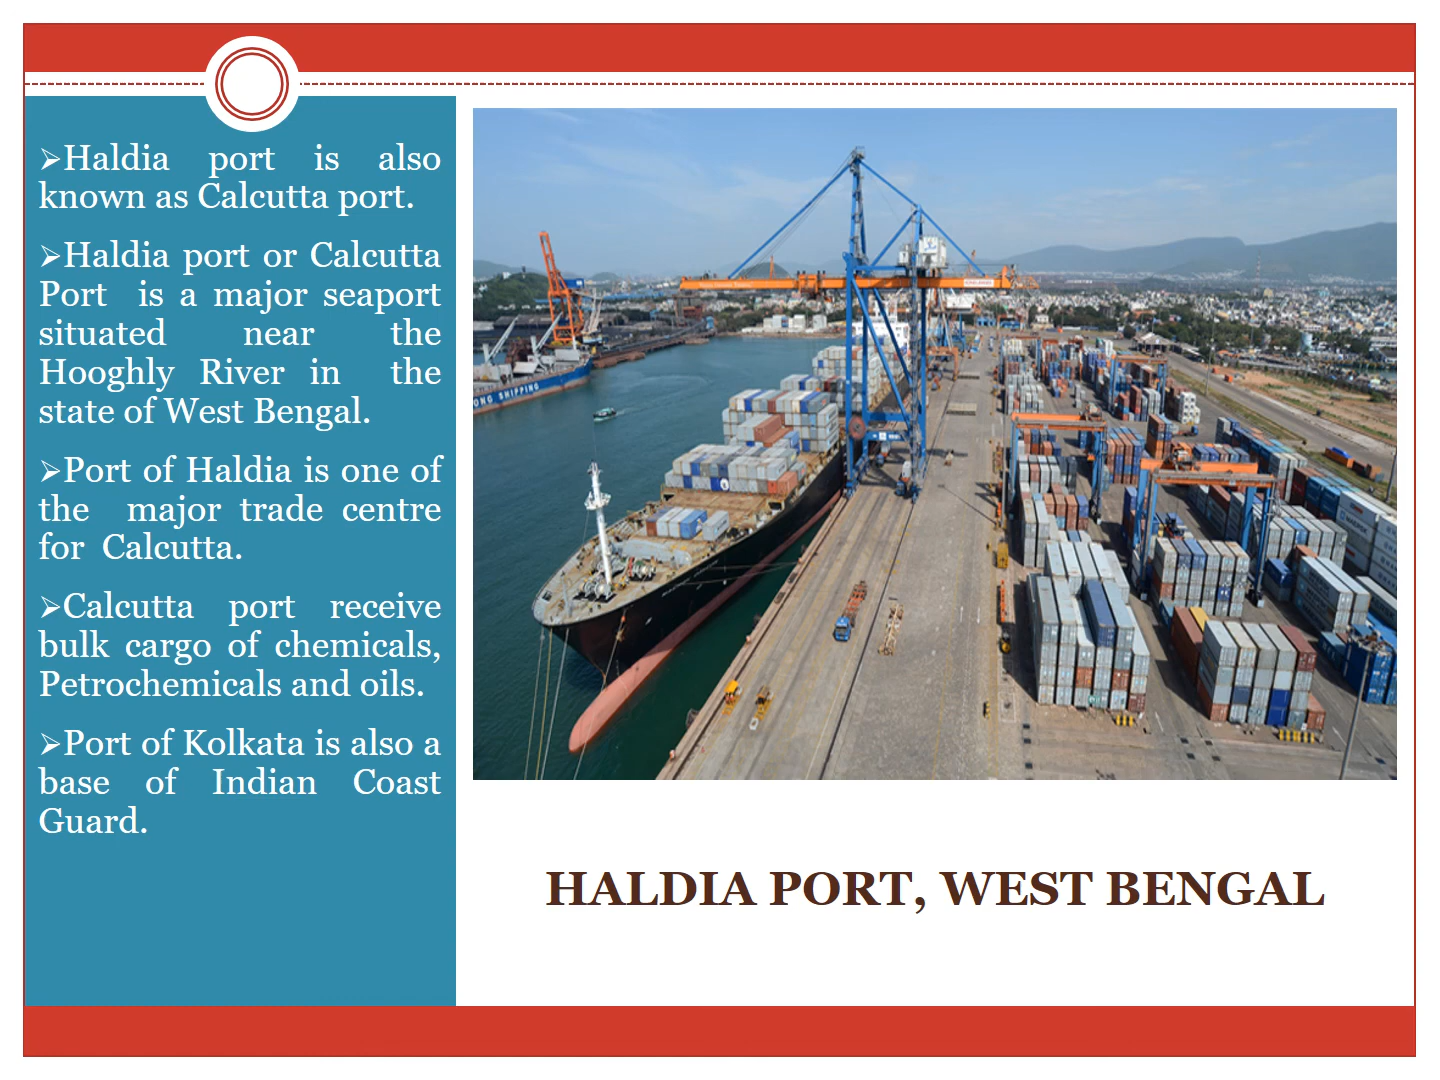 ➢Haldia port is also
known as Calcutta port.
➢Haldia port or Calcutta
Port is a major seaport
situated near the
Hooghly River in the
state of West Bengal.
➢Port of Haldia is one of
the major trade centre
for Calcutta.
➢Calcutta port receive
bulk cargo of chemicals,
Petrochemicals and oils.
➢Port of Kolkata is also a
base of Indian Coast
Guard.
ONG SHIPPING
HALDIA PORT, WEST BENGAL